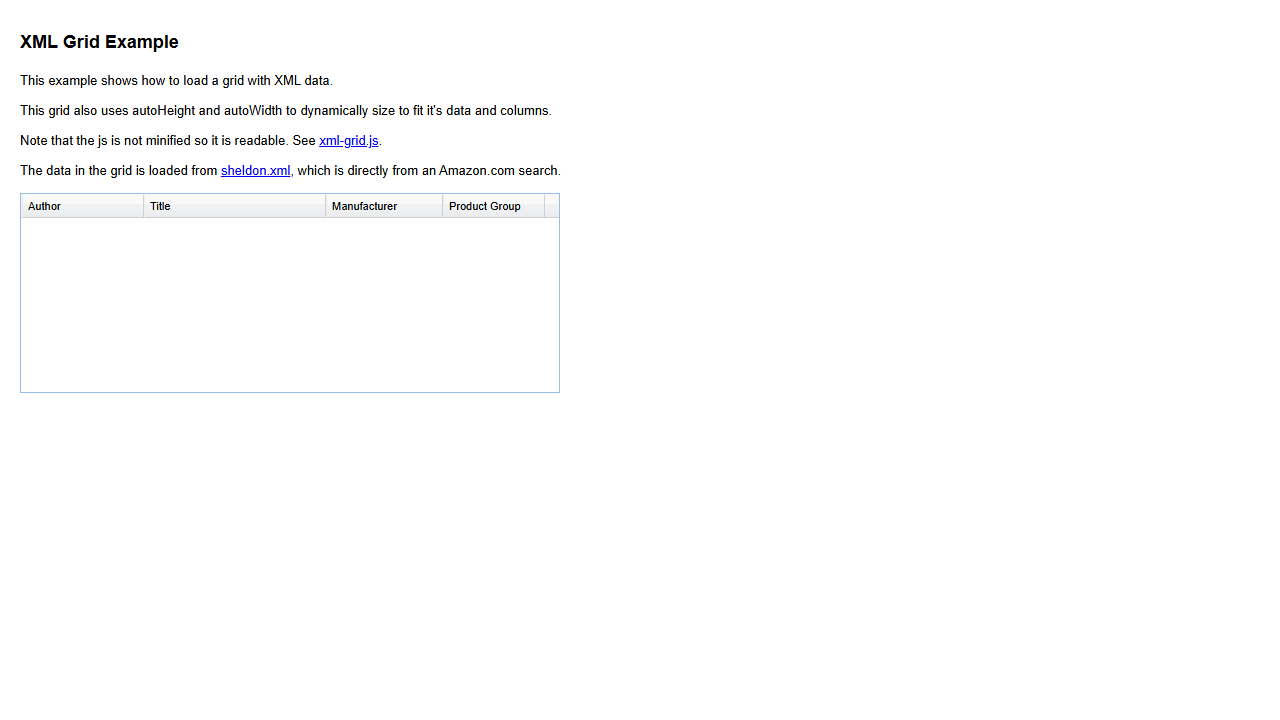 XML Grid Example
This example shows how to load a grid with XML data.
This grid also uses autoHeight and autoWidth to dynamically size to fit it's data and columns.
Note that the js is not minified so it is readable. See xml-grid.js.
The data in the grid is loaded from sheldon.xml, which is directly from an Amazon.com search.
Author Title Manufacturer Product Group